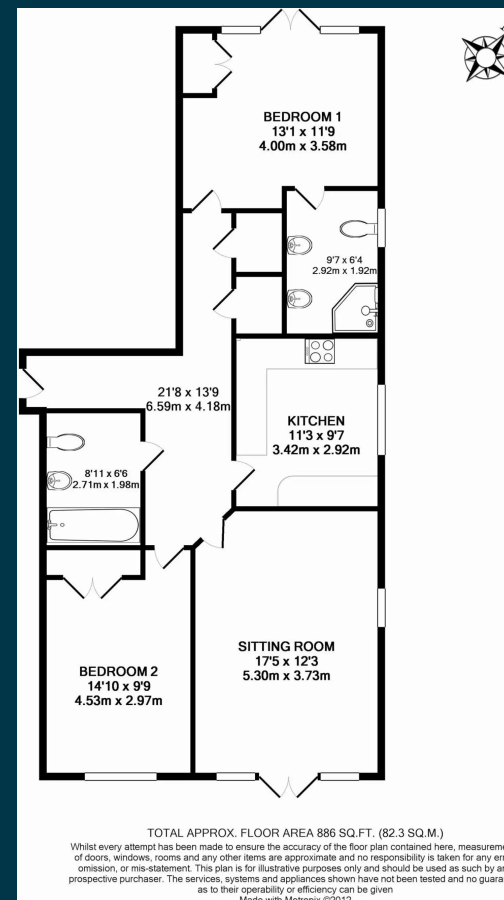 BEDROOM 1
13'1 x 11'9
4.00m x 3.58m
9'7 x 6'4
2.92m x 1.92m
21'8 x 13'9
6.59m x 4.18m
KITCHEN
11'3 x 9'7
3.42m x 2.92m
8'11 x 6'6
2.71m x 1.98m
SITTING ROOM
17'5 x 12'3
5.30m x 3.73m
BEDROOM 2
14'10 x 9'9
4.53m x 2.97m
TOTAL APPROX. FLOOR AREA 886 SQ.FT. (82.3 SQ.M.)
Whilst every attempt has been made to ensure the accuracy of the floor plan contained here, measureme
of doors, windows, rooms and any other items are approximate and no responsibility is taken for any err
omission, or mis-statement. This plan is for illustrative purposes only and should be used as such by an
prospective purchaser. The services, systems and appliances shown have not been tested and no guara
as to their operability or efficiency can be given
Made with Metropix ©2012